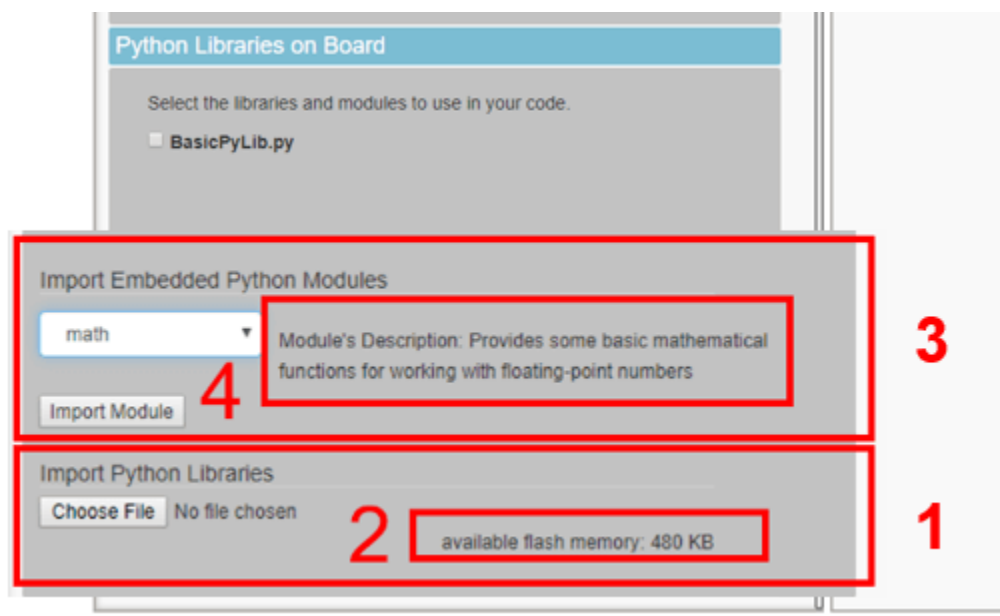 Python Libraries on Board
Select the libraries and modules to use in your code.
BasicPyLib.py
Import Embedded Python Modules
math
Module's Description: Provides some basic mathematical
functions for working with floating-point numbers
3
4
Import Module
Import Python Libraries
Choose File No file chosen
2
available flash memory: 480 KB
1